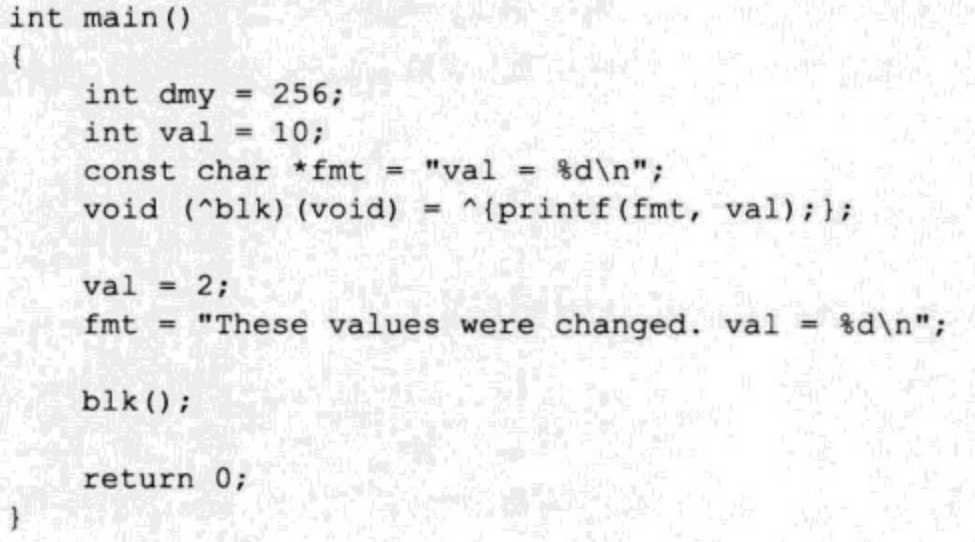 int main()
{
    int dmy = 256;
    int val = 10;
    const char *fmt = "val = %d\n";
    void (^blk)(void) = ^{printf(fmt, val);};

    val = 2;
    fmt = "These values were changed. val = %d\n";

    blk();

    return 0;
}